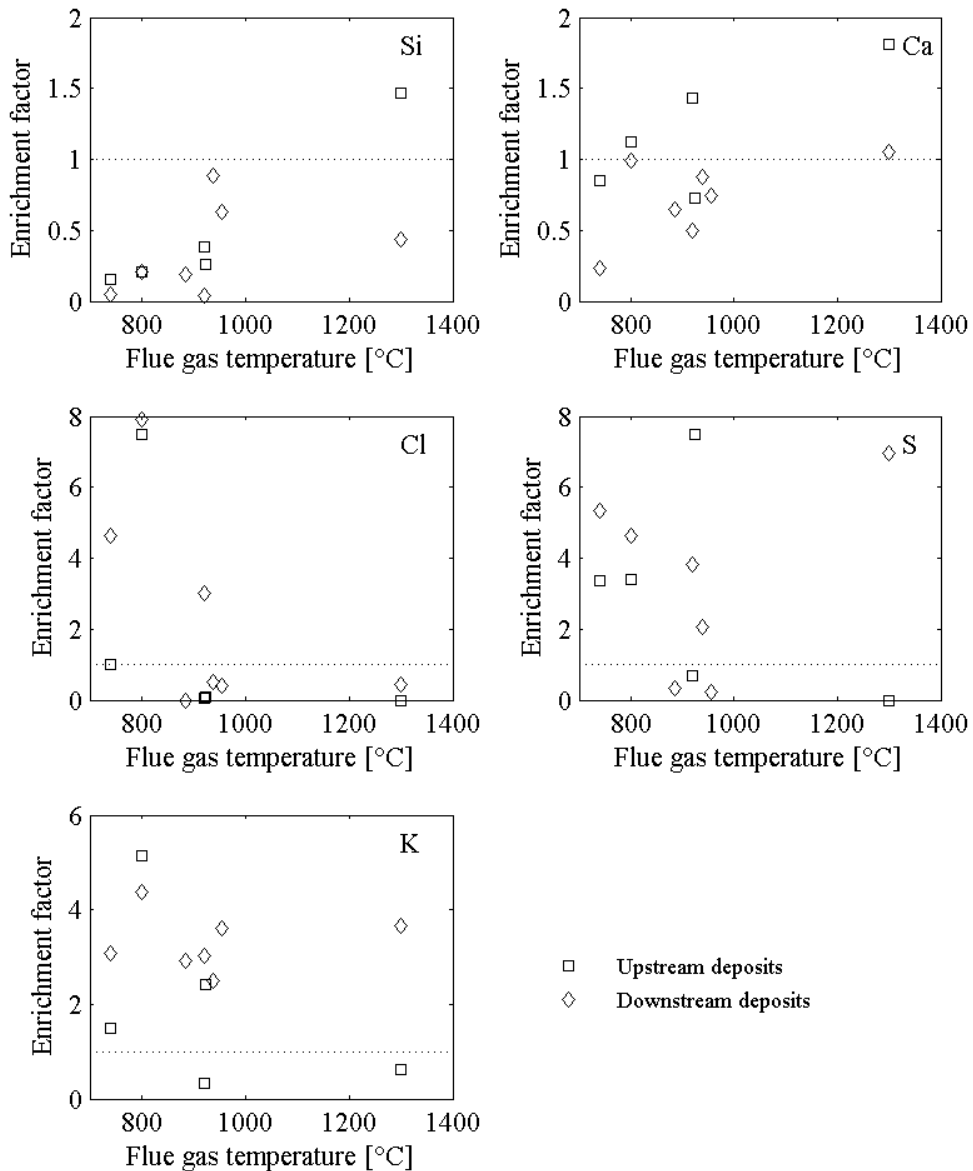 2
1.5
1
0.5
0
Enrichment factor
Si
800 1000 1200 1400
Flue gas temperature [°C]
2
1.5
1
0.5
0
Enrichment factor
Ca
800 1000 1200 1400
Flue gas temperature [°C]
8
6
4
2
0
Enrichment factor
Cl
800 1000 1200 1400
Flue gas temperature [°C]
8
6
4
2
0
Enrichment factor
S
800 1000 1200 1400
Flue gas temperature [°C]
6
4
2
0
Enrichment factor
K
800 1000 1200 1400
Flue gas temperature [°C]
Upstream deposits
Downstream deposits